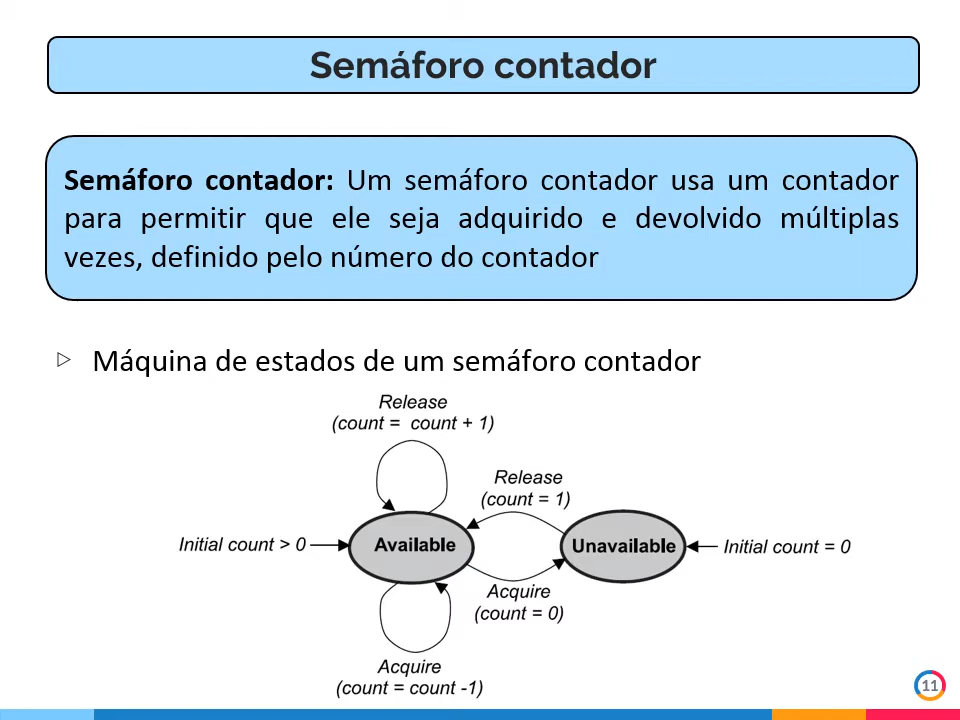 Semáforo contador
Semáforo contador: Um semáforo contador usa um contador
para permitir que ele seja adquirido e devolvido múltiplas
vezes, definido pelo número do contador
Máquina de estados de um semáforo contador
Release
(count = count + 1)
Release
(count = 1)
Initial count > 0
Available
Unavailable
Initial count = 0
Acquire
(count = 0)
Acquire
(count = count -1)
11